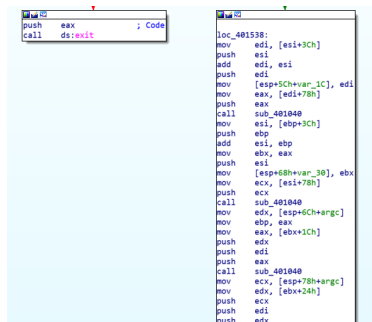 push eax ; Code
call ds:exit
loc_401538:
mov edi, [esi+3Ch]
push esi
add edi, esi
push edi
mov [esp+5Ch+var_1C], edi
mov eax, [edi+78h]
push eax
call sub_401040
mov esi, [ebp+3Ch]
push ebp
add esi, ebp
mov ebx, eax
push esi
mov [esp+68h+var_30], ebx
mov ecx, [esi+78h]
push ecx
call sub_401040
mov edx, [esp+6Ch+argc]
mov ebp, eax
mov eax, [ebx+1Ch]
push edx
push edi
push eax
call sub_401040
mov ecx, [esp+78h+argc]
mov edx, [ebx+24h]
push ecx
push edi
push edx